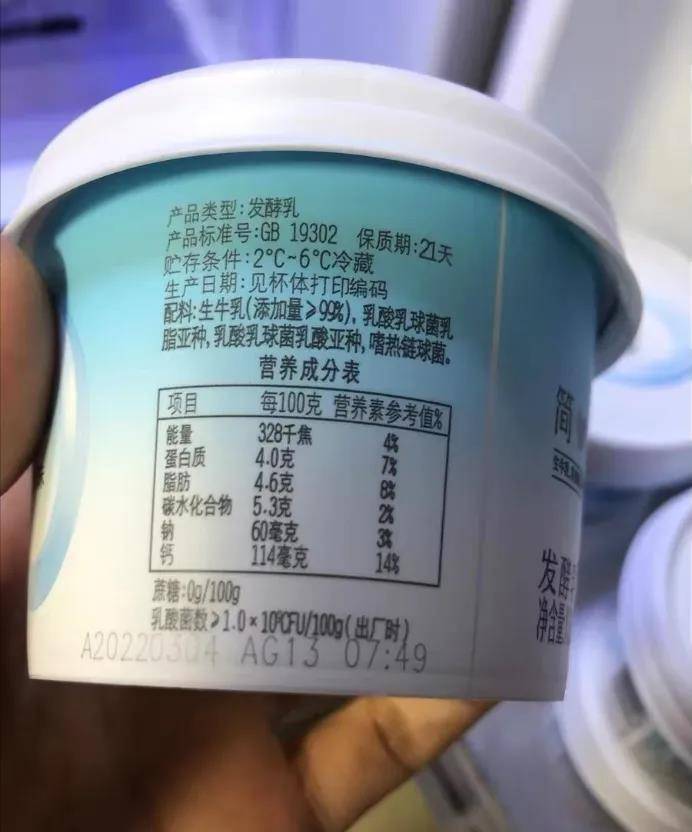 产品类型:发酵乳
产品标准号:GB 19302 保质期:21天
贮存条件:2°C~6°C冷藏
生产日期:见杯体打印编码
配料:生牛乳(添加量≥99%), 乳酸乳球菌乳
脂亚种, 乳酸乳球菌乳酸亚种, 嗜热链球菌。
营养成分表
项目 每100克 营养素参考值%
能量 328千焦 4%
蛋白质 4.0克 7%
脂肪 4.6克 8%
碳水化合物 5.3克 2%
钠 60毫克 3%
钙 114毫克 14%
蔗糖:0g/100g
乳酸菌数≥1.0×10⁸CFU/100g(出厂时)
A20220304 AG13 07:49
简
发酵
净含量